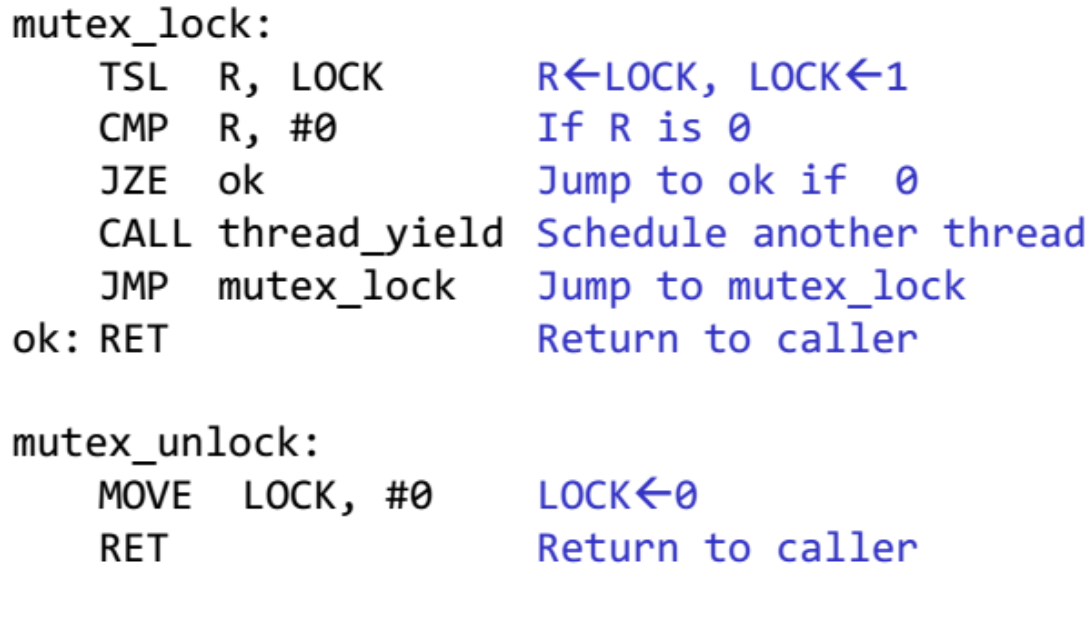 mutex_lock:
TSL R, LOCK R←LOCK, LOCK←1
CMP R, #0 If R is 0
JZE ok Jump to ok if 0
CALL thread_yield Schedule another thread
JMP mutex_lock Jump to mutex_lock
ok: RET Return to caller
mutex_unlock:
MOVE LOCK, #0 LOCK←0
RET Return to caller